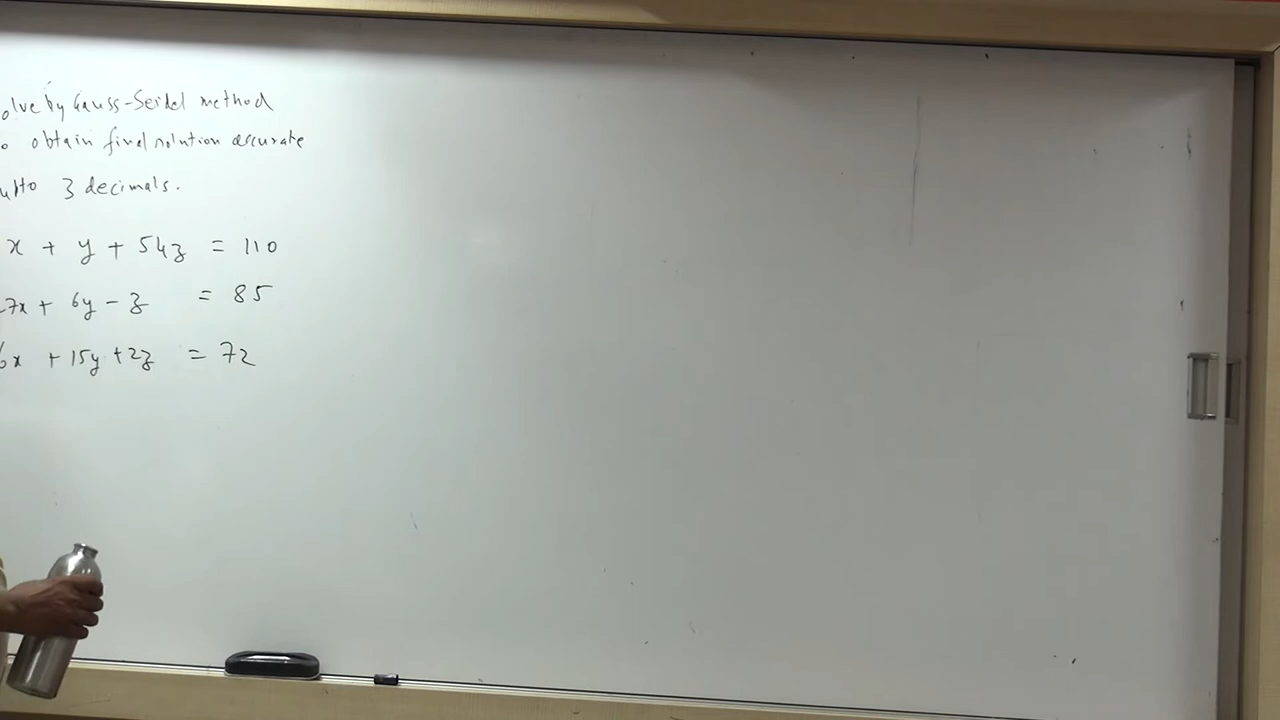 olve by Gauss-Seidel method
o obtain final solution accurate
upto 3 decimals.
x + y + 54z = 110
27x + 6y - z = 85
6x + 15y + 2z = 72